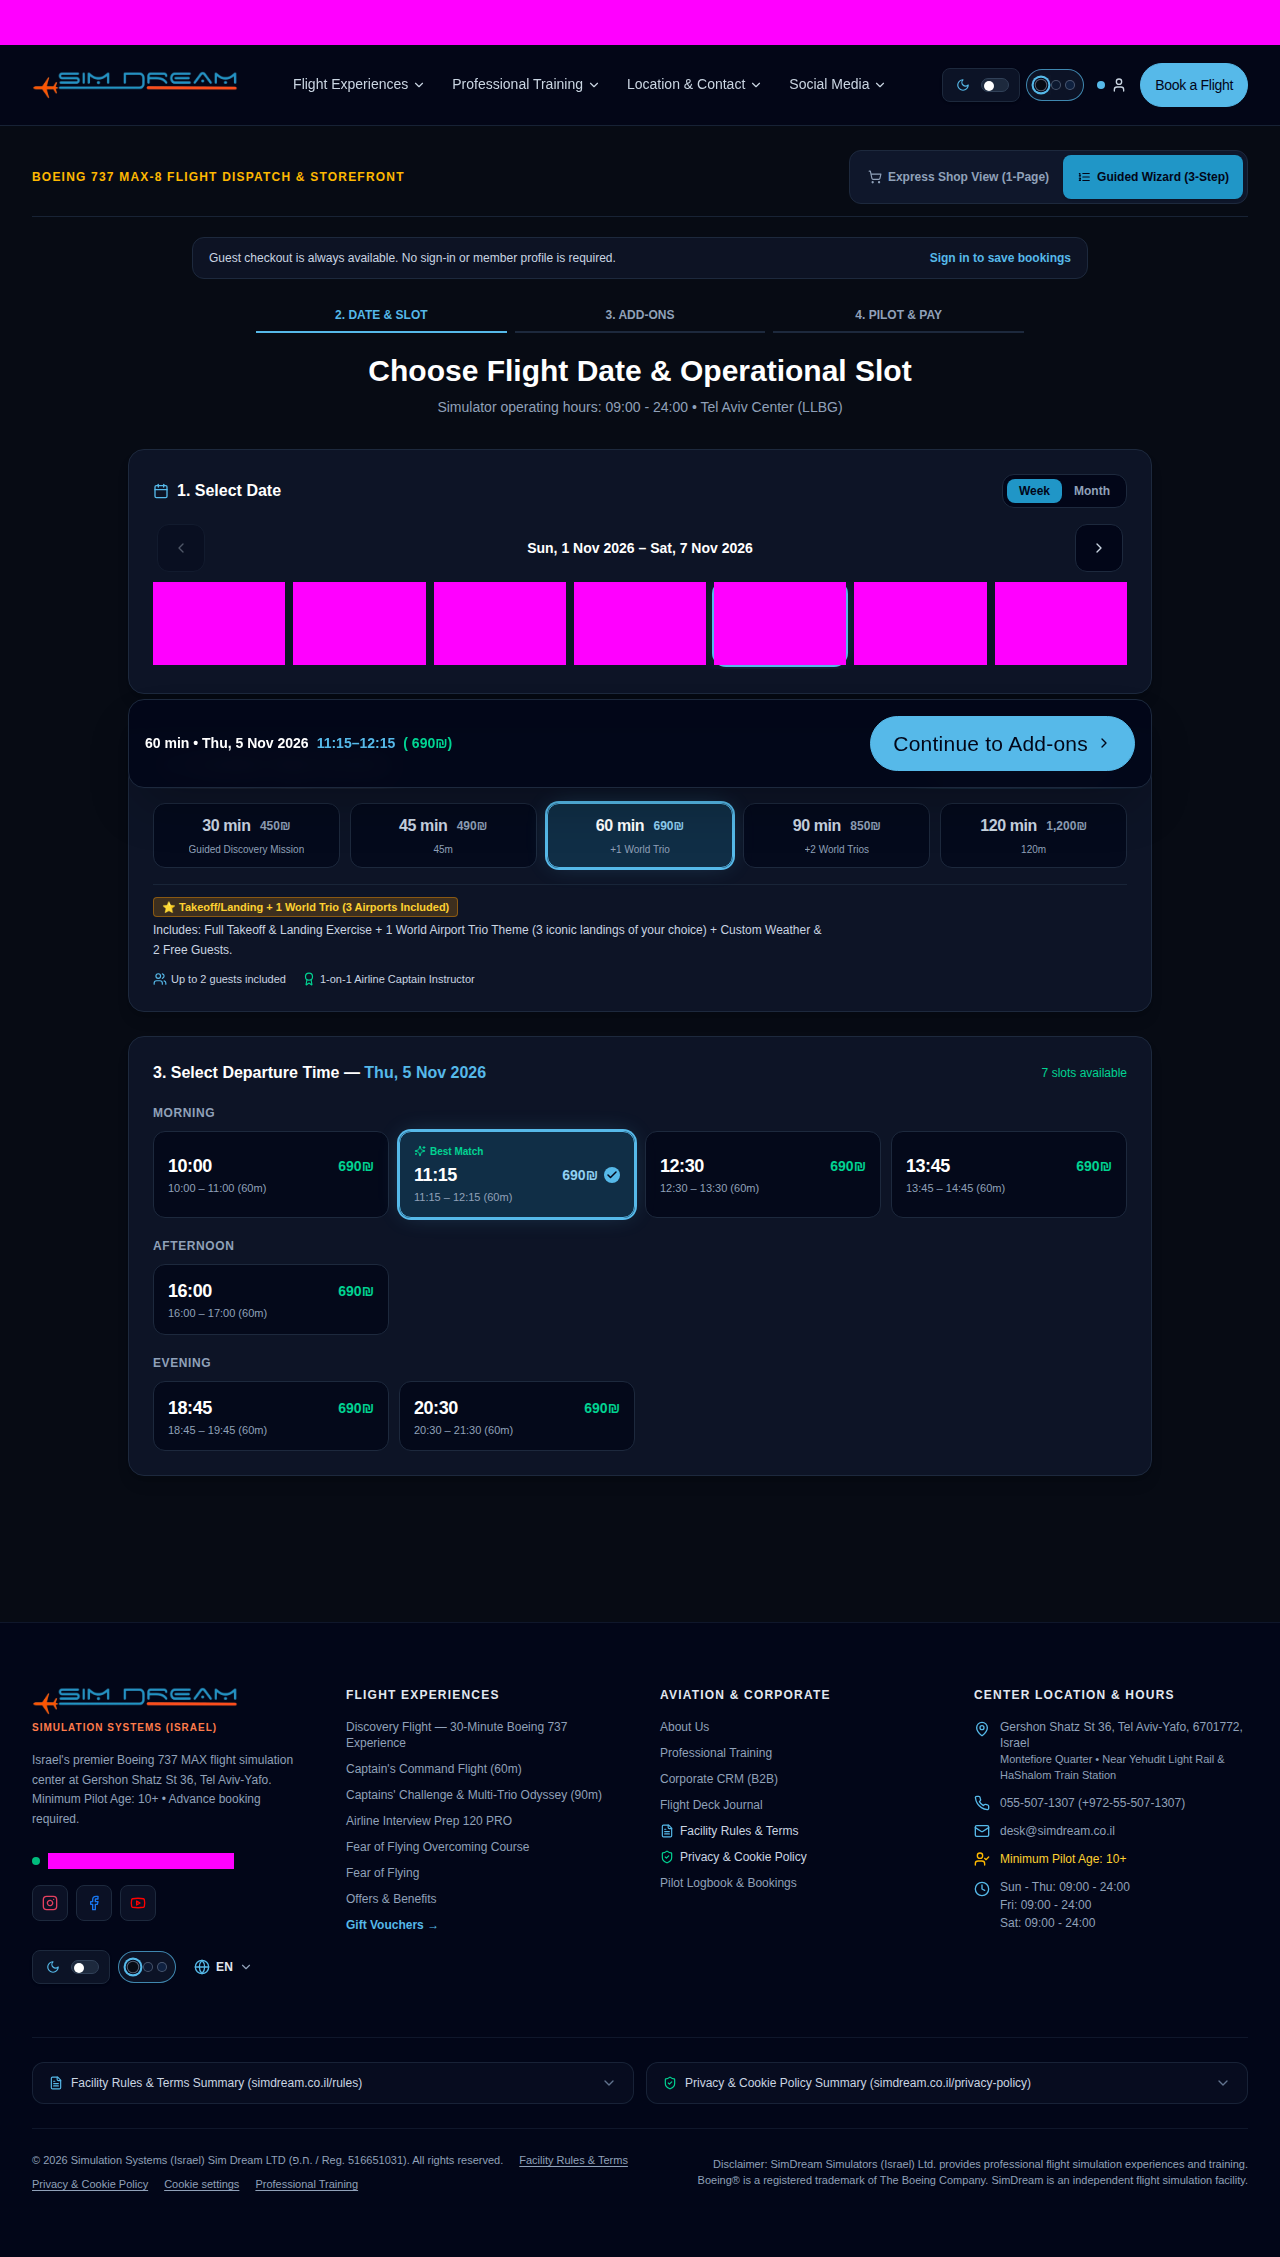 SIM DREAM
Flight Experiences
Professional Training
Location & Contact
Social Media
Book a Flight
BOEING 737 MAX-8 FLIGHT DISPATCH & STOREFRONT
Express Shop View (1-Page)
Guided Wizard (3-Step)
Guest checkout is always available. No sign-in or member profile is required.
Sign in to save bookings
2. DATE & SLOT
3. ADD-ONS
4. PILOT & PAY
Choose Flight Date & Operational Slot
Simulator operating hours: 09:00 - 24:00 • Tel Aviv Center (LLBG)
1. Select Date
Week
Month
Sun, 1 Nov 2026 – Sat, 7 Nov 2026
60 min • Thu, 5 Nov 2026 11:15–12:15 ( 690₪)
Continue to Add-ons
30 min 450₪
Guided Discovery Mission
45 min 490₪
45m
60 min 690₪
+1 World Trio
90 min 850₪
+2 World Trios
120 min 1,200₪
120m
⭐ Takeoff/Landing + 1 World Trio (3 Airports Included)
Includes: Full Takeoff & Landing Exercise + 1 World Airport Trio Theme (3 iconic landings of your choice) + Custom Weather &
2 Free Guests.
Up to 2 guests included
1-on-1 Airline Captain Instructor
3. Select Departure Time — Thu, 5 Nov 2026
7 slots available
MORNING
10:00 690₪
10:00 – 11:00 (60m)
Best Match
11:15 690₪
11:15 – 12:15 (60m)
12:30 690₪
12:30 – 13:30 (60m)
13:45 690₪
13:45 – 14:45 (60m)
AFTERNOON
16:00 690₪
16:00 – 17:00 (60m)
EVENING
18:45 690₪
18:45 – 19:45 (60m)
20:30 690₪
20:30 – 21:30 (60m)
SIM DREAM
SIMULATION SYSTEMS (ISRAEL)
Israel's premier Boeing 737 MAX flight simulation
center at Gershon Shatz St 36, Tel Aviv-Yafo.
Minimum Pilot Age: 10+ • Advance booking
required.
EN
FLIGHT EXPERIENCES
Discovery Flight — 30-Minute Boeing 737
Experience
Captain's Command Flight (60m)
Captains' Challenge & Multi-Trio Odyssey (90m)
Airline Interview Prep 120 PRO
Fear of Flying Overcoming Course
Fear of Flying
Offers & Benefits
Gift Vouchers →
AVIATION & CORPORATE
About Us
Professional Training
Corporate CRM (B2B)
Flight Deck Journal
Facility Rules & Terms
Privacy & Cookie Policy
Pilot Logbook & Bookings
CENTER LOCATION & HOURS
Gershon Shatz St 36, Tel Aviv-Yafo, 6701772,
Israel
Montefiore Quarter • Near Yehudit Light Rail &
HaShalom Train Station
055-507-1307 (+972-55-507-1307)
desk@simdream.co.il
Minimum Pilot Age: 10+
Sun - Thu: 09:00 - 24:00
Fri: 09:00 - 24:00
Sat: 09:00 - 24:00
Facility Rules & Terms Summary (simdream.co.il/rules)
Privacy & Cookie Policy Summary (simdream.co.il/privacy-policy)
© 2026 Simulation Systems (Israel) Sim Dream LTD (ח.פ. / Reg. 516651031). All rights reserved.
Facility Rules & Terms
Privacy & Cookie Policy
Cookie settings
Professional Training
Disclaimer: SimDream Simulators (Israel) Ltd. provides professional flight simulation experiences and training.
Boeing® is a registered trademark of The Boeing Company. SimDream is an independent flight simulation facility.